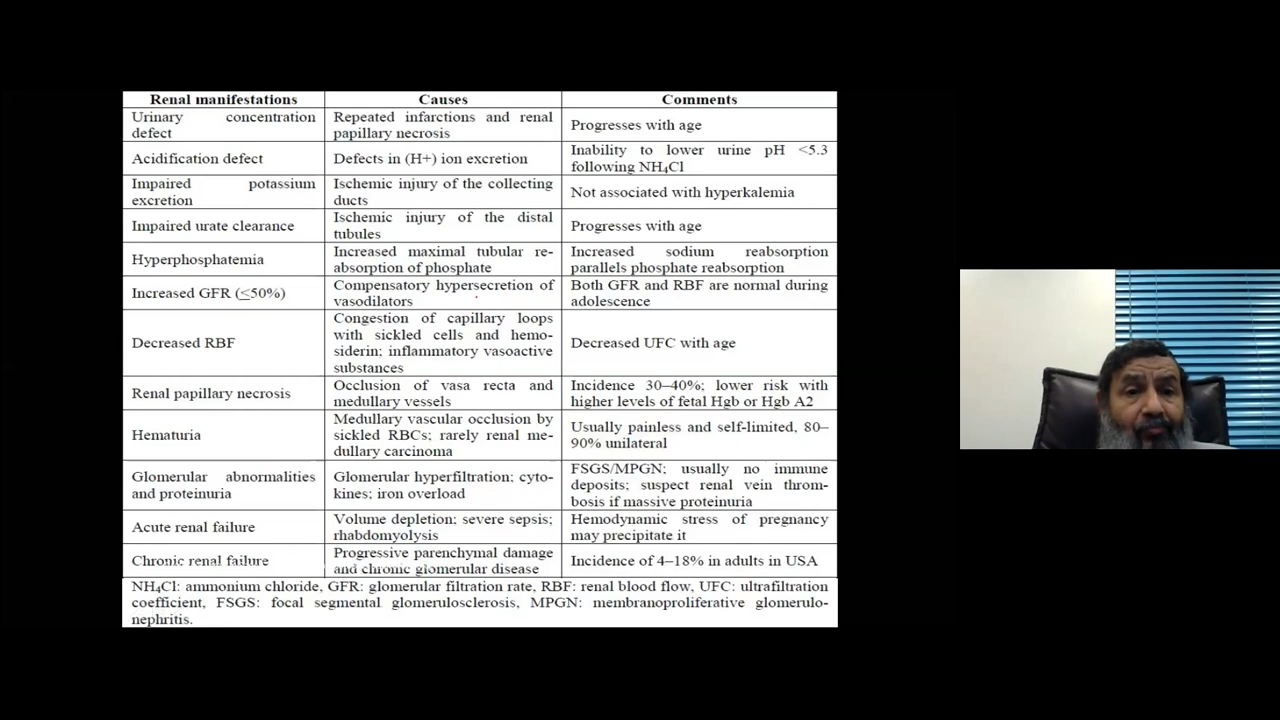 Renal manifestations Causes Comments
Urinary concentration defect
Repeated infarctions and renal papillary necrosis
Progresses with age
Acidification defect
Defects in (H+) ion excretion
Inability to lower urine pH <5.3 following NH₄Cl
Impaired potassium excretion
Ischemic injury of the collecting ducts
Not associated with hyperkalemia
Impaired urate clearance
Ischemic injury of the distal tubules
Progresses with age
Hyperphosphatemia
Increased maximal tubular re-
absorption of phosphate
Increased sodium reabsorption
parallels phosphate reabsorption
Increased GFR (≤50%)
Compensatory hypersecretion of
vasodilators
Both GFR and RBF are normal during
adolescence
Decreased RBF
Congestion of capillary loops
with sickled cells and hemo-
siderin; inflammatory vasoactive
substances
Decreased UFC with age
Renal papillary necrosis
Occlusion of vasa recta and
medullary vessels
Incidence 30–40%; lower risk with
higher levels of fetal Hgb or Hgb A2
Hematuria
Medullary vascular occlusion by
sickled RBCs; rarely renal me-
dullary carcinoma
Usually painless and self-limited, 80–
90% unilateral
Glomerular abnormalities
and proteinuria
Glomerular hyperfiltration; cyto-
kines; iron overload
FSGS/MPGN; usually no immune
deposits; suspect renal vein throm-
bosis if massive proteinuria
Acute renal failure
Volume depletion; severe sepsis;
rhabdomyolysis
Hemodynamic stress of pregnancy
may precipitate it
Chronic renal failure
Progressive parenchymal damage
and chronic glomerular disease
Incidence of 4–18% in adults in USA
NH₄Cl: ammonium chloride, GFR: glomerular filtration rate, RBF: renal blood flow, UFC: ultrafiltration
coefficient, FSGS: focal segmental glomerulosclerosis, MPGN: membranoproliferative glomerulo-
nephritis.